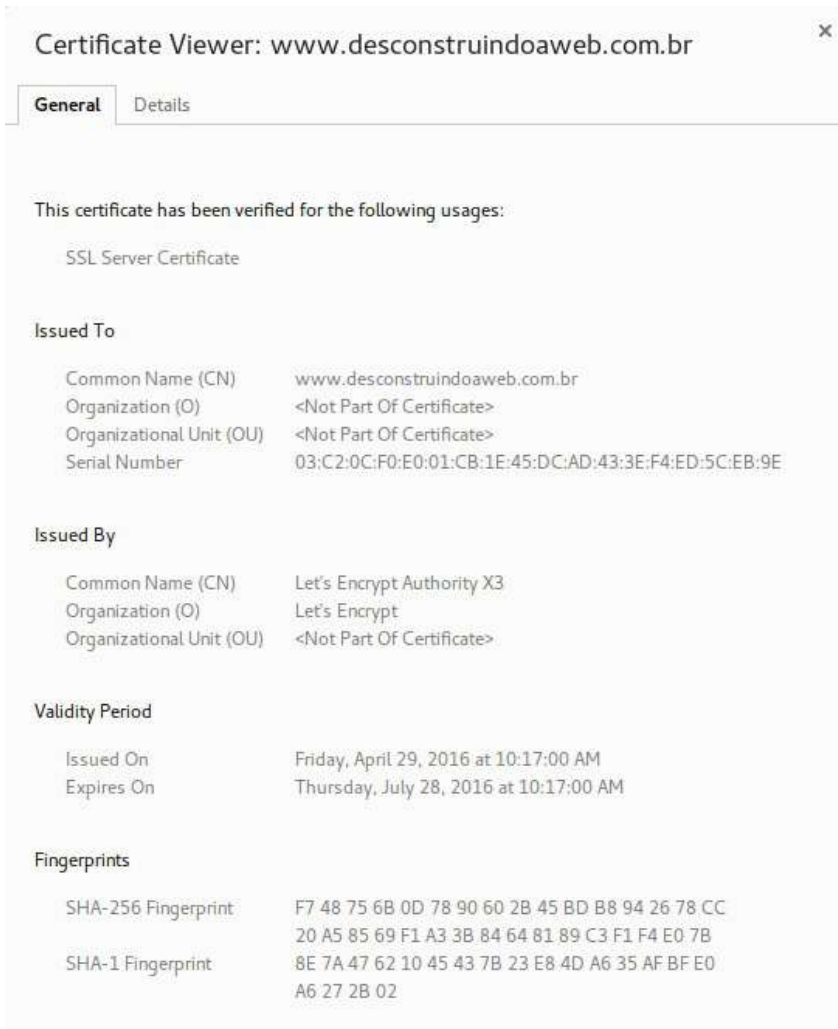 Certificate Viewer: www.desconstruindoaweb.com.br
×
General Details
This certificate has been verified for the following usages:
SSL Server Certificate
Issued To
Common Name (CN) www.desconstruindoaweb.com.br
Organization (O) <Not Part Of Certificate>
Organizational Unit (OU) <Not Part Of Certificate>
Serial Number 03:C2:0C:F0:E0:01:CB:1E:45:DC:AD:43:3E:F4:ED:5C:EB:9E
Issued By
Common Name (CN) Let's Encrypt Authority X3
Organization (O) Let's Encrypt
Organizational Unit (OU) <Not Part Of Certificate>
Validity Period
Issued On Friday, April 29, 2016 at 10:17:00 AM
Expires On Thursday, July 28, 2016 at 10:17:00 AM
Fingerprints
SHA-256 Fingerprint F7 48 75 6B 0D 78 90 60 2B 45 BD B8 94 26 78 CC
20 A5 85 69 F1 A3 3B 84 64 81 89 C3 F1 F4 E0 7B
SHA-1 Fingerprint 8E 7A 47 62 10 45 43 7B 23 E8 4D A6 35 AF BF E0
A6 27 2B 02